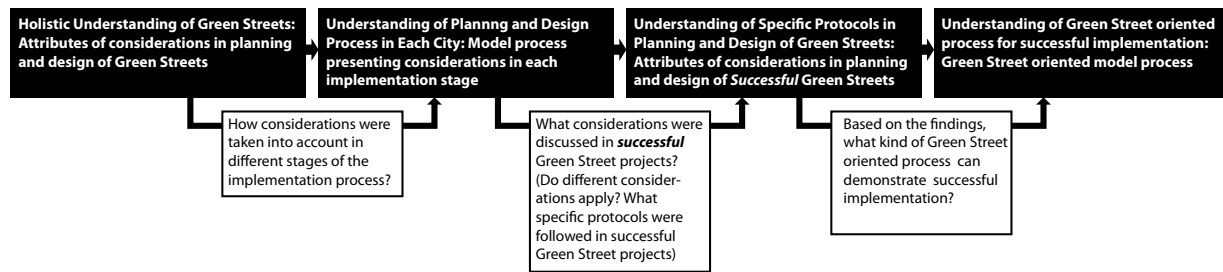 Holistic Understanding of Green Streets:
Attributes of considerations in planning
and design of Green Streets
Understanding of Plannng and Design
Process in Each City: Model process
presenting considerations in each
implementation stage
Understanding of Specific Protocols in
Planning and Design of Green Streets:
Attributes of considerations in planning
and design of Successful Green Streets
Understanding of Green Street oriented
process for successful implementation:
Green Street oriented model process
How considerations were
taken into account in
different stages of the
implementation process?
What considerations were
discussed in successful
Green Street projects?
(Do different consider-
ations apply? What
specific protocols were
followed in successful
Green Street projects)
Based on the findings,
what kind of Green Street
oriented process can
demonstrate successful
implementation?